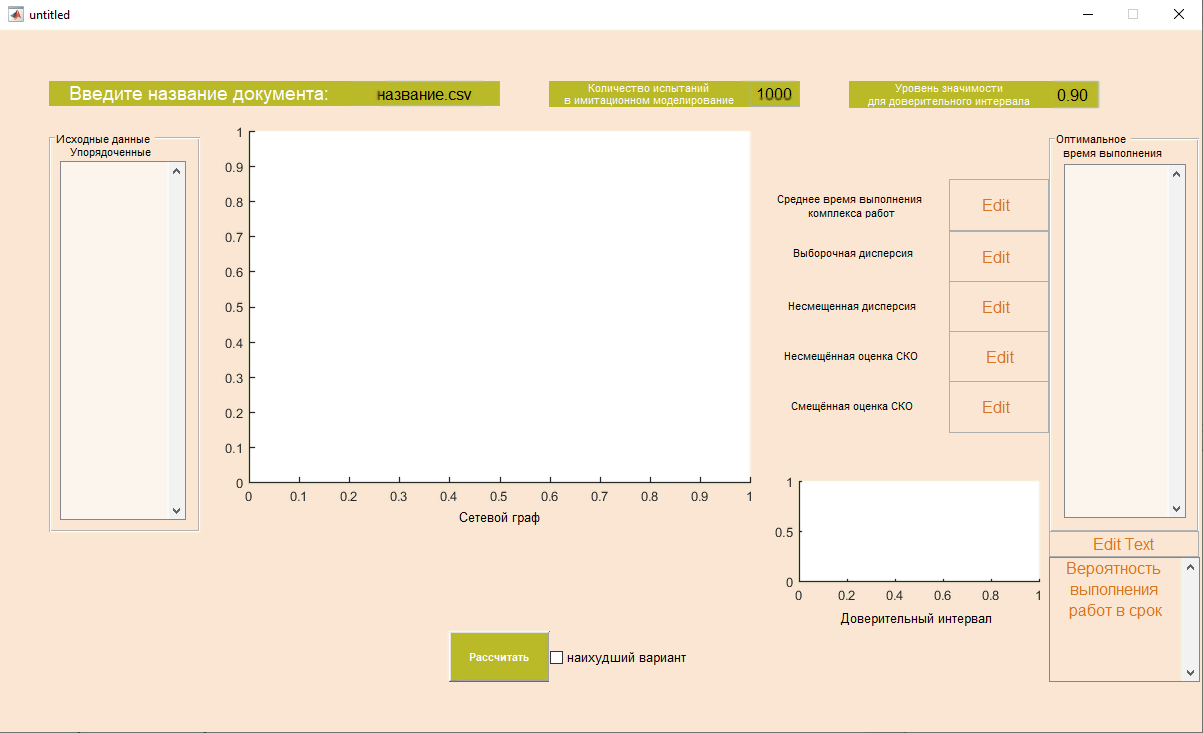 untitled
Введите название документа:
название.csv
Количество испытаний
в имитационном моделирование
1000
Уровень значимости
для доверительного интервала
0.90
Исходные данные
Упорядоченные
1
0.9
0.8
0.7
0.6
0.5
0.4
0.3
0.2
0.1
0
0 0.1 0.2 0.3 0.4 0.5 0.6 0.7 0.8 0.9 1
Сетевой граф
Среднее время выполнения
комплекса работ
Edit
Выборочная дисперсия
Edit
Несмещенная дисперсия
Edit
Несмещённая оценка СКО
Edit
Смещённая оценка СКО
Edit
Оптимальное
время выполнения
1
0.5
0
0 0.2 0.4 0.6 0.8 1
Доверительный интервал
Edit Text
Вероятность
выполнения
работ в срок
Рассчитать
наихудший вариант